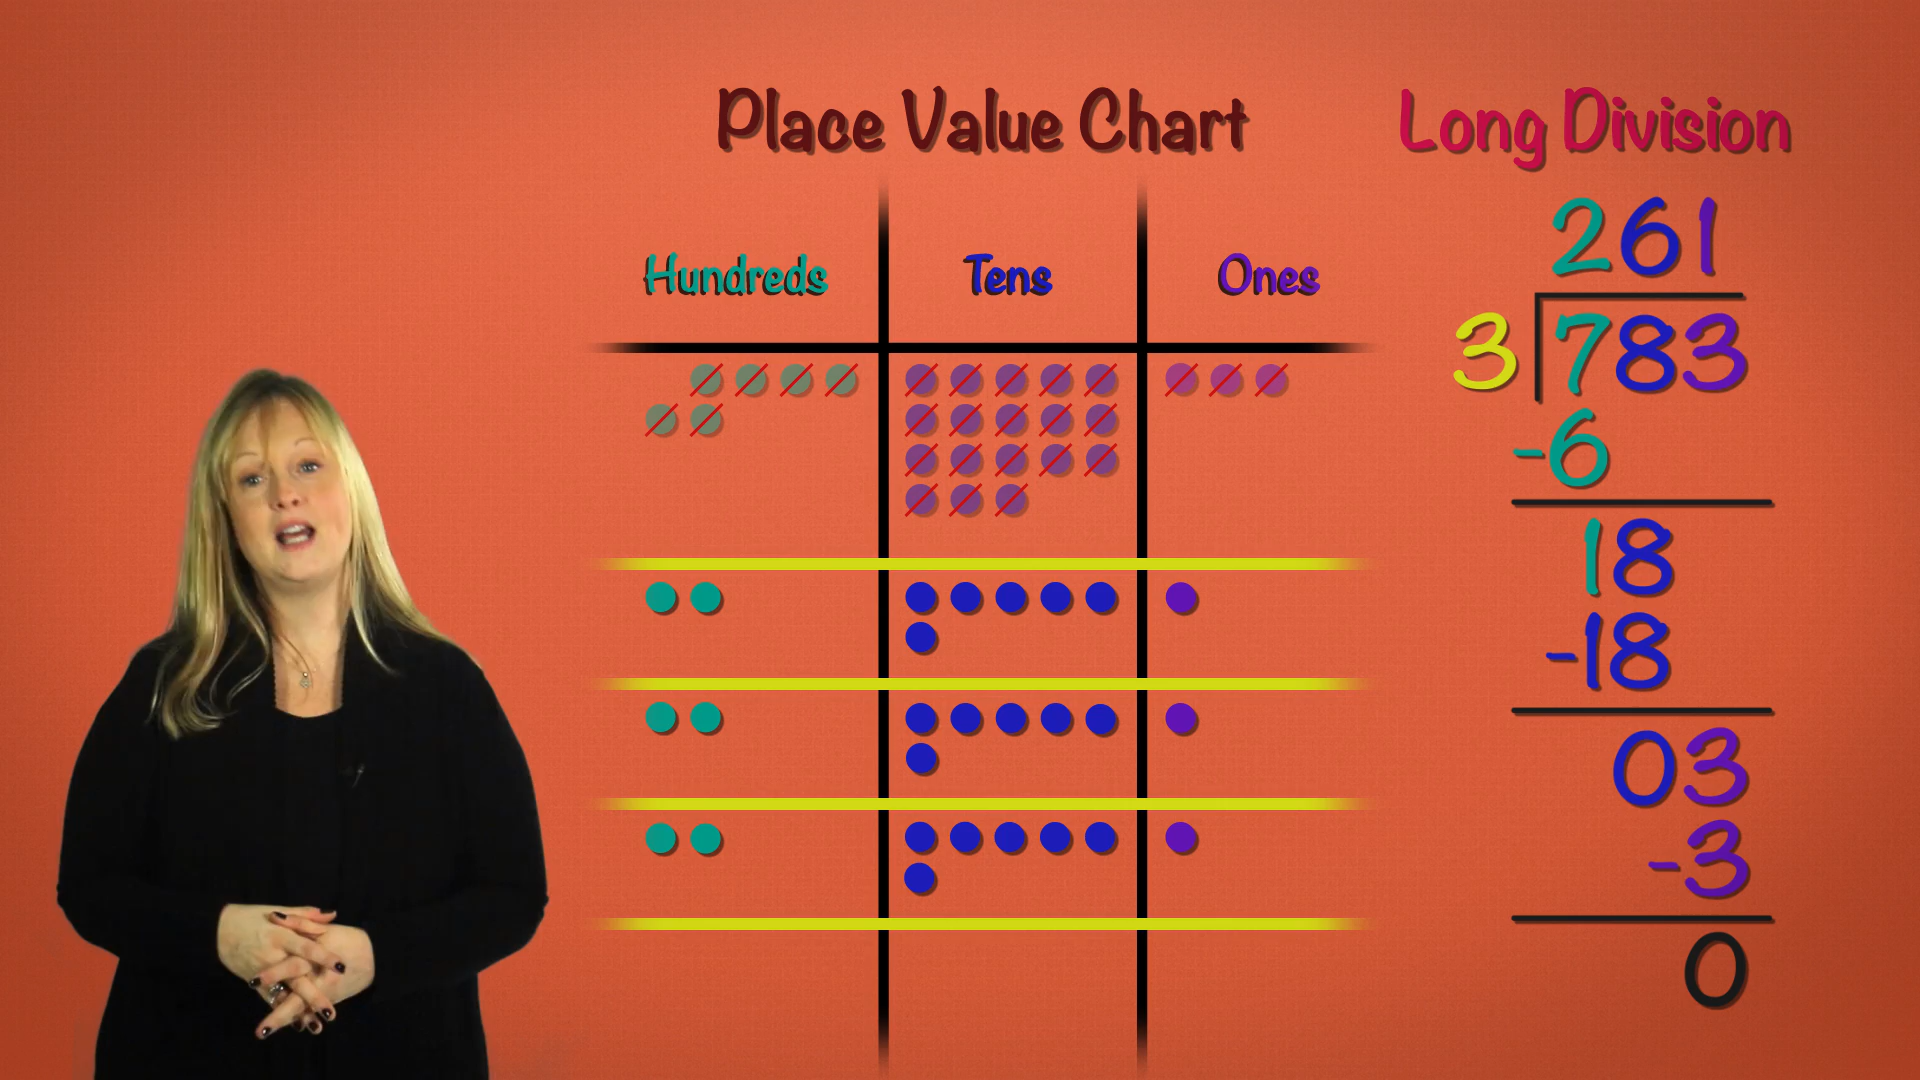 Place Value Chart
Hundreds Tens Ones
Long Division
261
3 783
-6
18
-18
03
-3
0